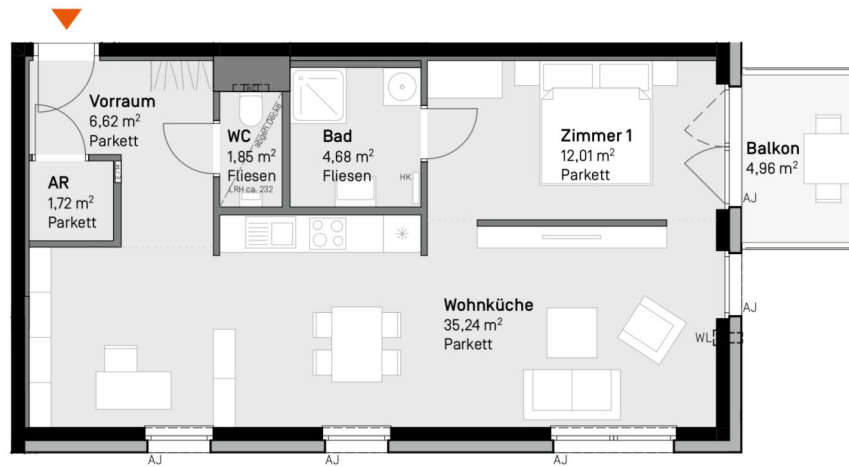 Vorraum
6,62 m²
Parkett
WC
1,85 m²
Fliesen
LRH ca. 232
abgeh.Decke
Bad
4,68 m²
Fliesen
HK
Zimmer 1
12,01 m²
Parkett
Balkon
4,96 m²
AR
1,72 m²
Parkett
AJ
Wohnküche
35,24 m²
Parkett
AJ
WL
AJ
AJ
AJ